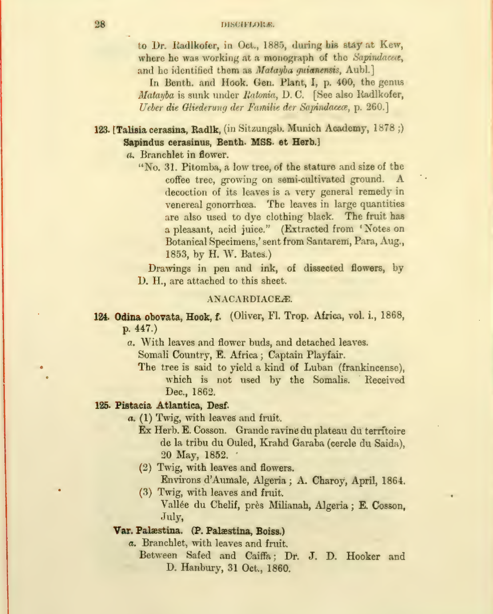 28
DISCIFLORÆ.
to Dr. Radlkofer, in Oct., 1885, during his stay at Kew,
where he was working at a monograph of the Sapindaceæ,
and he identified them as Matayba guianensis, Aubl.]
In Benth. and Hook. Gen. Plant, I, p. 400, the genus
Matayba is sunk under Ratonia, D. C. [See also Radlkofer,
Ueber die Gliederung der Familie der Sapindaceæ, p. 260.]
123. [Talisia cerasina, Radlk, (in Sitzungsb. Munich Academy, 1878 ;)
Sapindus cerasinus, Benth. MSS. et Herb.]
a. Branchlet in flower.
"No. 31. Pitomba, a low tree, of the stature and size of the
coffee tree, growing on semi-cultivated ground. A
decoction of its leaves is a very general remedy in
venereal gonorrhœa. The leaves in large quantities
are also used to dye clothing black. The fruit has
a pleasant, acid juice." (Extracted from 'Notes on
Botanical Specimens,' sent from Santarem, Para, Aug.,
1853, by H. W. Bates.)
Drawings in pen and ink, of dissected flowers, by
D. H., are attached to this sheet.
ANACARDIACEÆ.
124. Odina obovata, Hook, f. (Oliver, Fl. Trop. Africa, vol. i., 1868,
p. 447.)
a. With leaves and flower buds, and detached leaves.
Somali Country, E. Africa ; Captain Playfair.
The tree is said to yield a kind of Luban (frankincense),
which is not used by the Somalis. Received
Dec., 1862.
125. Pistacia Atlantica, Desf.
a. (1) Twig, with leaves and fruit.
Ex Herb. E. Cosson. Grande ravine du plateau du territoire
de la tribu du Ouled, Krahd Garaba (cercle du Saida),
20 May, 1852.
(2) Twig, with leaves and flowers.
Environs d'Aumale, Algeria ; A. Charoy, April, 1864.
(3) Twig, with leaves and fruit.
Vallée du Chelif, près Milianah, Algeria ; E. Cosson,
July,
Var. Palæstina. (P. Palæstina, Boiss.)
a. Branchlet, with leaves and fruit.
Between Safed and Caiffa ; Dr. J. D. Hooker and
D. Hanbury, 31 Oct., 1860.